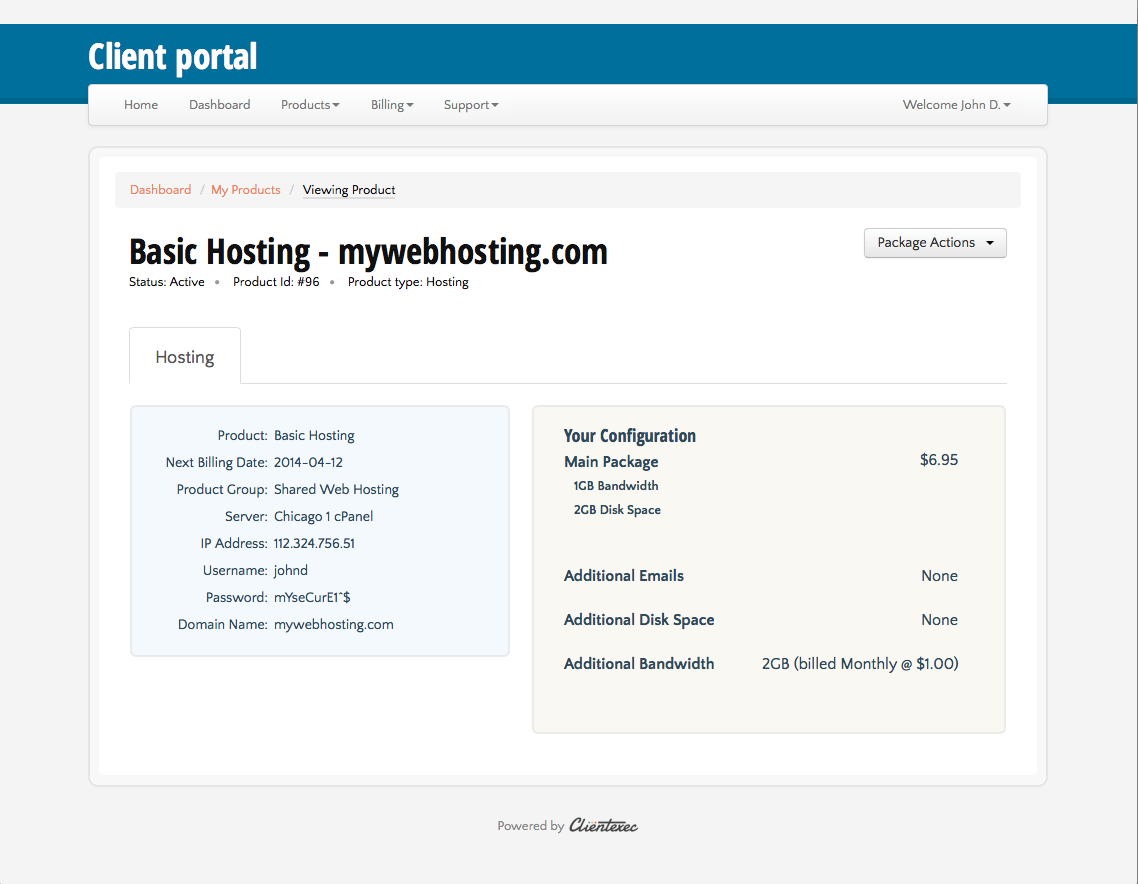 Client portal
Home Dashboard Products Billing Support Welcome John D.
Dashboard / My Products / Viewing Product
Basic Hosting - mywebhosting.com
Package Actions
Status: Active • Product Id: #96 • Product type: Hosting
Hosting
Product: Basic Hosting
Next Billing Date: 2014-04-12
Product Group: Shared Web Hosting
Server: Chicago 1 cPanel
IP Address: 112.324.756.51
Username: johnd
Password: mYseCurE1^$
Domain Name: mywebhosting.com
Your Configuration
Main Package $6.95
1GB Bandwidth
2GB Disk Space
Additional Emails None
Additional Disk Space None
Additional Bandwidth 2GB (billed Monthly @ $1.00)
Powered by Clientexec